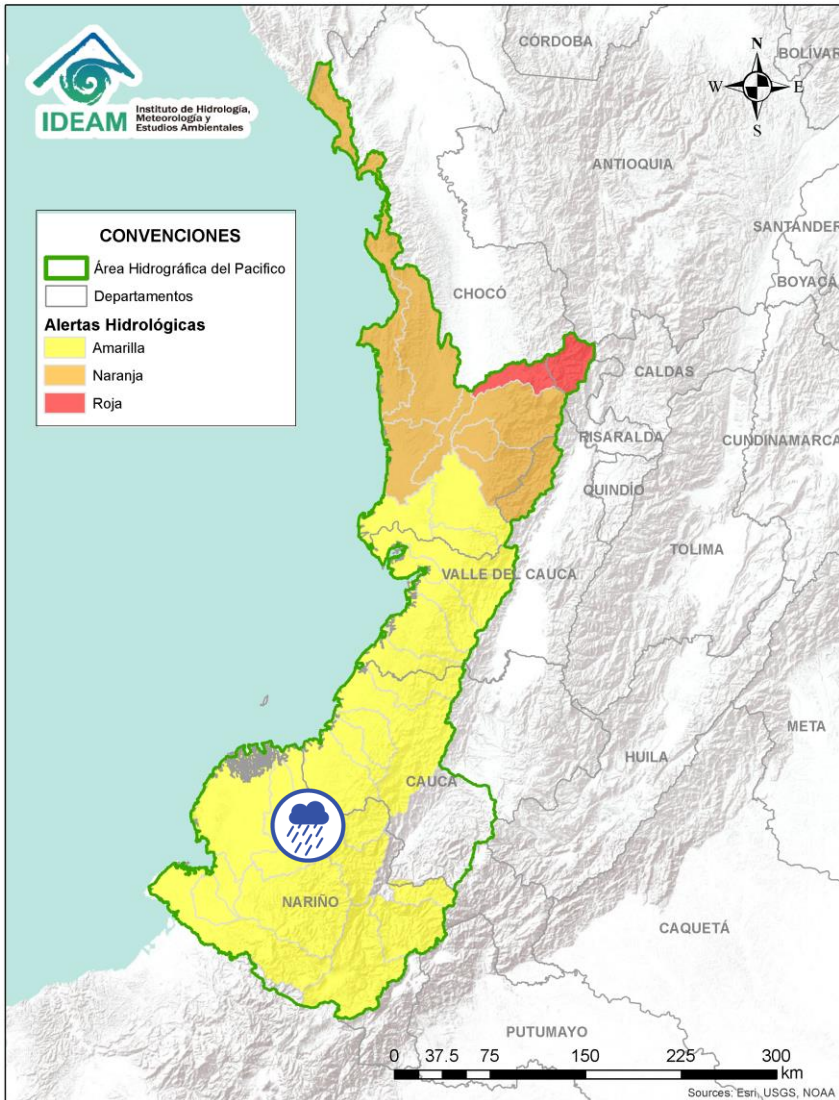 IDEAM
Instituto de Hidrología,
Meteorología y
Estudios Ambientales
CÓRDOBA
BOLÍVAR
N
W
E
S
ANTIOQUIA
SANTANDER
BOYACÁ
CONVENCIONES
Área Hidrográfica del Pacifico
Departamentos
Alertas Hidrológicas
Amarilla
Naranja
Roja
CHOCÓ
CALDAS
RISARALDA
CUNDINAMARCA
QUINDÍO
TOLIMA
VALLE DEL CAUCA
META
HUILA
CAUCA
NARIÑO
CAQUETÁ
PUTUMAYO
0 37.5 75 150 225 300
km
Sources: Esri, USGS, NOAA